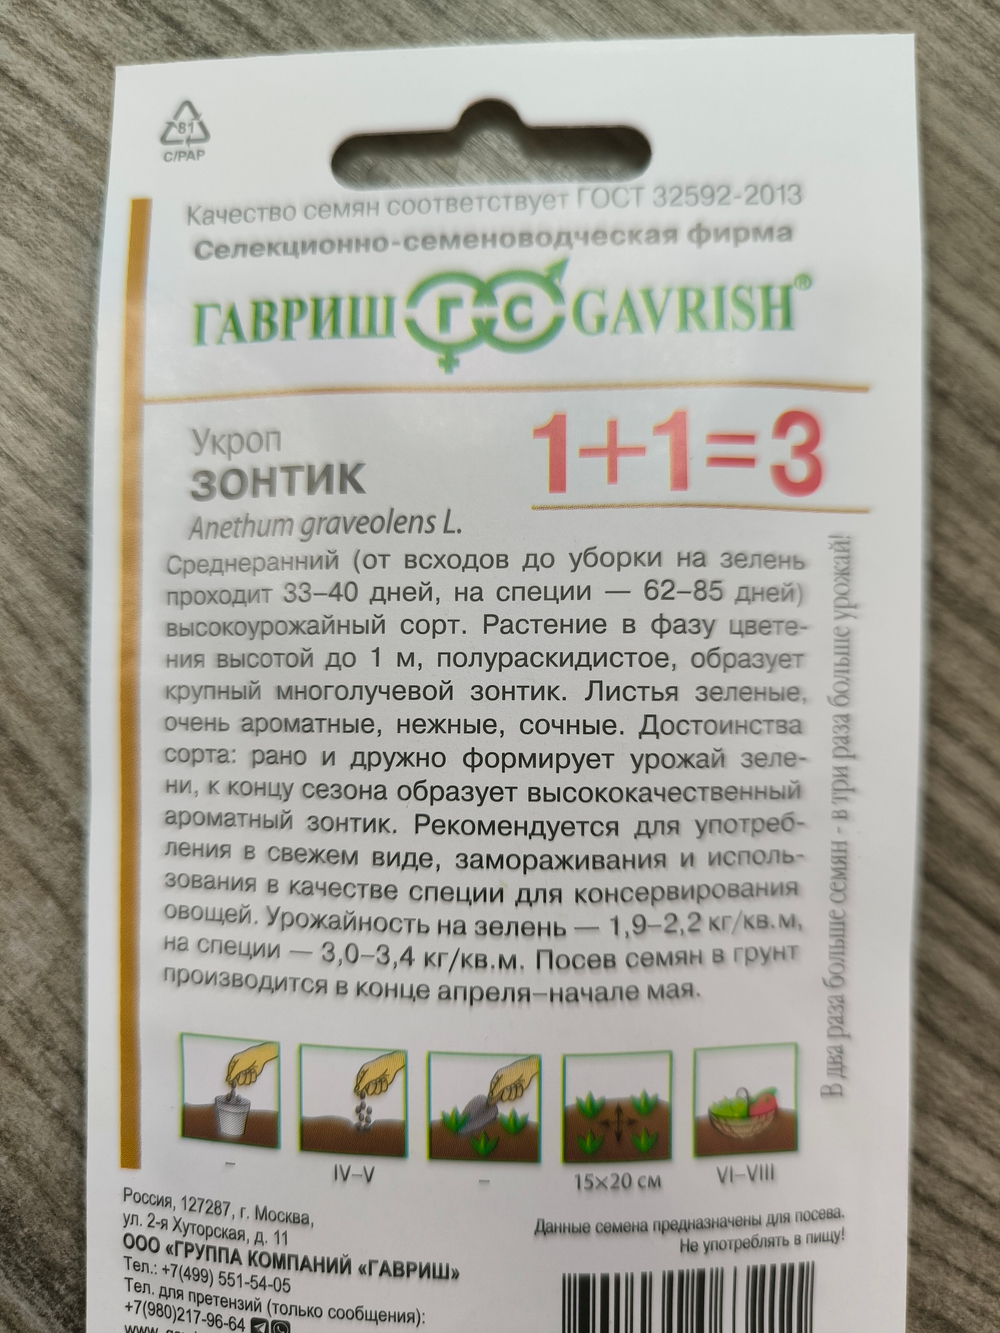 81
C/PAP
Качество семян соответствует ГОСТ 32592-2013
Селекционно-семеноводческая фирма
ГАВРИШ ГС GAVRISH®
Укроп
ЗОНТИК
Anethum graveolens L.
1+1=3
Среднеранний (от всходов до уборки на зелень
проходит 33–40 дней, на специи — 62–85 дней)
высокоурожайный сорт. Растение в фазу цвете-
ния высотой до 1 м, полураскидистое, образует
крупный многолучевой зонтик. Листья зеленые,
очень ароматные, нежные, сочные. Достоинства
сорта: рано и дружно формирует урожай зеле-
ни, к концу сезона образует высококачественный
ароматный зонтик. Рекомендуется для употреб-
ления в свежем виде, замораживания и исполь-
зования в качестве специи для консервирования
овощей. Урожайность на зелень — 1,9–2,2 кг/кв.м,
на специи — 3,0–3,4 кг/кв.м. Посев семян в грунт
производится в конце апреля–начале мая.
В два раза больше семян - в три раза больше урожай!
– IV–V – 15×20 см VI–VIII
Россия, 127287, г. Москва,
ул. 2-я Хуторская, д. 11
ООО «ГРУППА КОМПАНИЙ «ГАВРИШ»
Тел.: +7(499) 551-54-05
Тел. для претензий (только сообщения):
+7(980)217-96-64
Данные семена предназначены для посева.
Не употреблять в пищу!